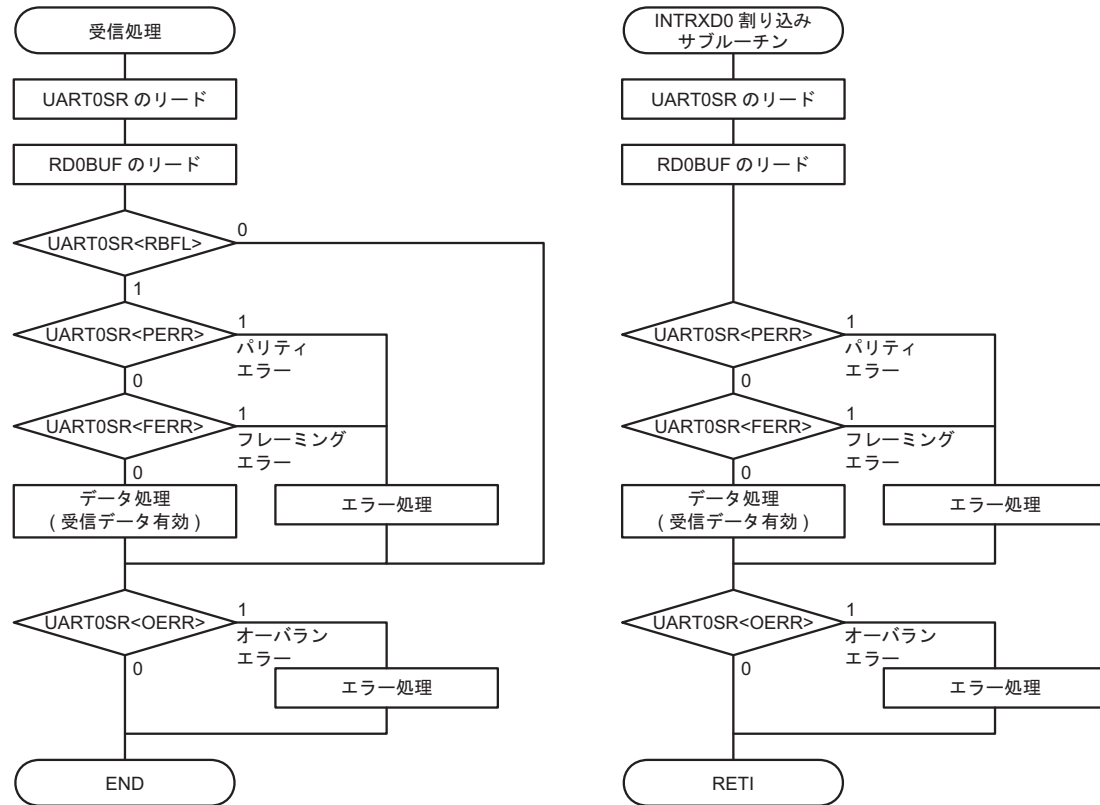 受信処理
UART0SR のリード
RD0BUF のリード
UART0SR<RBFL>
0
1
UART0SR<PERR>
1
パリティ
エラー
0
UART0SR<FERR>
1
フレーミング
エラー
0
データ処理
( 受信データ有効 )
エラー処理
UART0SR<OERR>
1
オーバラン
エラー
0
エラー処理
END
INTRXD0 割り込み
サブルーチン
UART0SR のリード
RD0BUF のリード
UART0SR<PERR>
1
パリティ
エラー
0
UART0SR<FERR>
1
フレーミング
エラー
0
データ処理
( 受信データ有効 )
エラー処理
UART0SR<OERR>
1
オーバラン
エラー
0
エラー処理
RETI